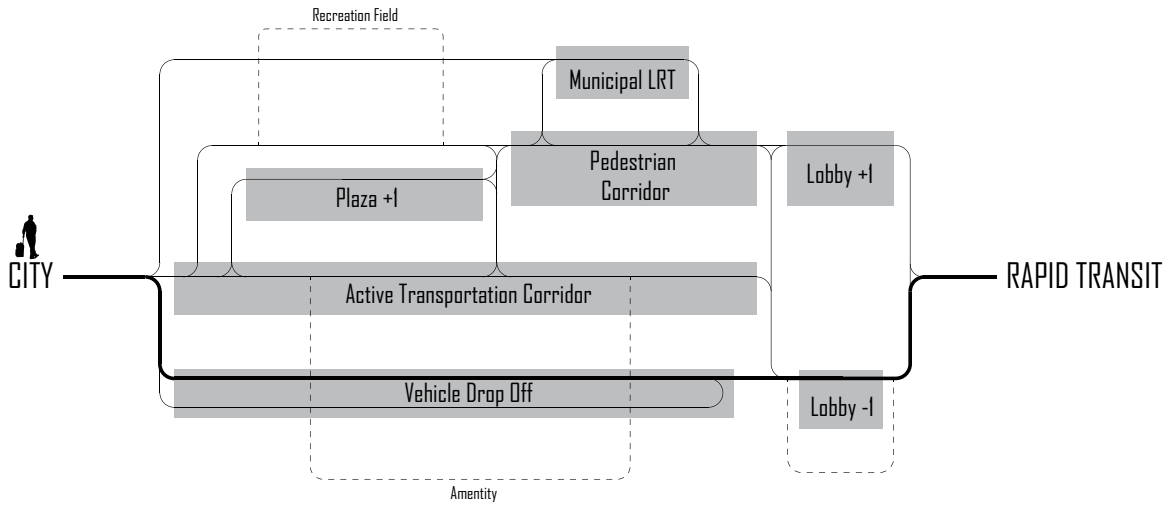 Recreation Field
Municipal LRT
Pedestrian
Corridor
Lobby +1
Plaza +1
CITY
RAPID TRANSIT
Active Transportation Corridor
Vehicle Drop Off
Lobby -1
Amentity